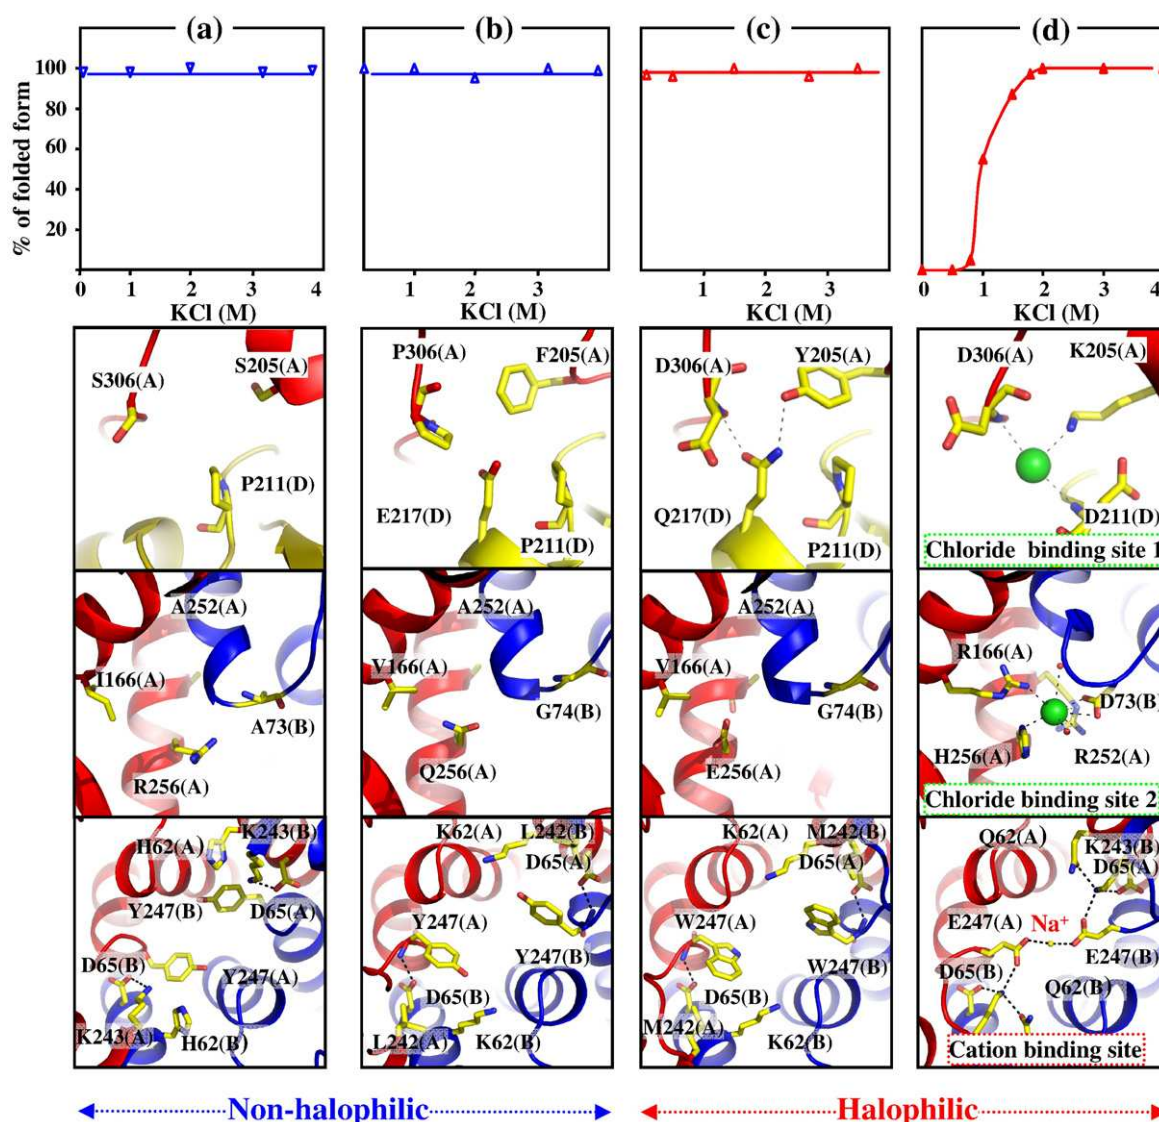 (a) (b) (c) (d)
% of folded form
100
80
60
40
20
0 1 2 3 4
KCl (M)
1 2 3
KCl (M)
0 1 2 3 4
KCl (M)
0 1 2 3 4
KCl (M)
S306(A)
S205(A)
P211(D)
P306(A)
F205(A)
E217(D)
P211(D)
D306(A)
Y205(A)
Q217(D)
P211(D)
D306(A)
K205(A)
D211(D)
Chloride binding site 1
A252(A)
I166(A)
A73(B)
R256(A)
A252(A)
V166(A)
G74(B)
Q256(A)
A252(A)
V166(A)
G74(B)
E256(A)
R166(A)
D73(B)
H256(A)
R252(A)
Chloride binding site 2
H62(A)
K243(B)
Y247(B)
D65(A)
D65(B)
Y247(A)
K243(A)
H62(B)
K62(A)
L242(B)
D65(A)
Y247(A)
Y247(B)
D65(B)
L242(A)
K62(B)
K62(A)
M242(B)
D65(A)
W247(A)
W247(B)
D65(B)
M242(A)
K62(B)
Q62(A)
K243(B)
D65(A)
E247(A)
Na⁺
E247(B)
D65(B)
Q62(B)
Cation binding site
Non-halophilic
Halophilic